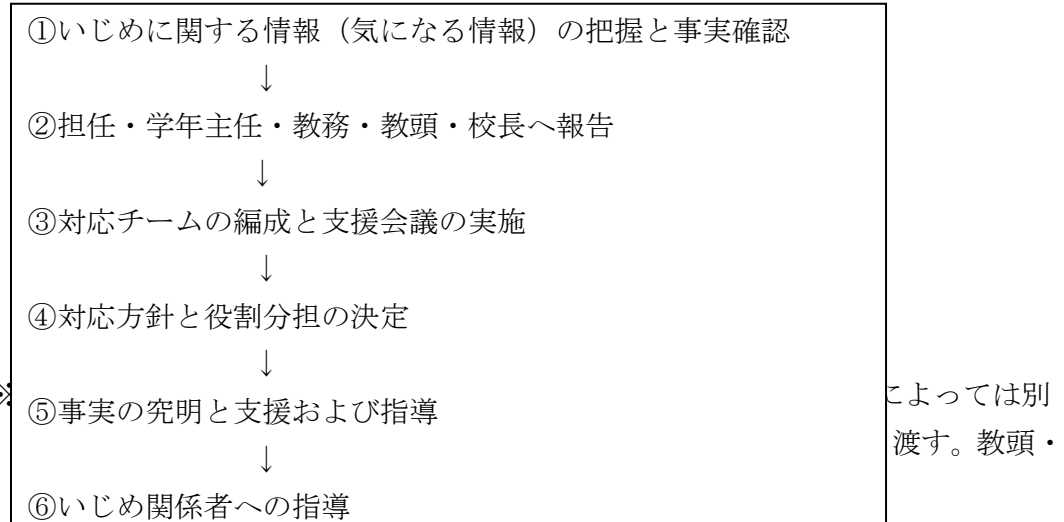 ①いじめに関する情報（気になる情報）の把握と事実確認
↓
②担任・学年主任・教務・教頭・校長へ報告
↓
③対応チームの編成と支援会議の実施
↓
④対応方針と役割分担の決定
↓
※
⑤事実の究明と支援および指導
によっては別
↓
渡す。教頭・
⑥いじめ関係者への指導